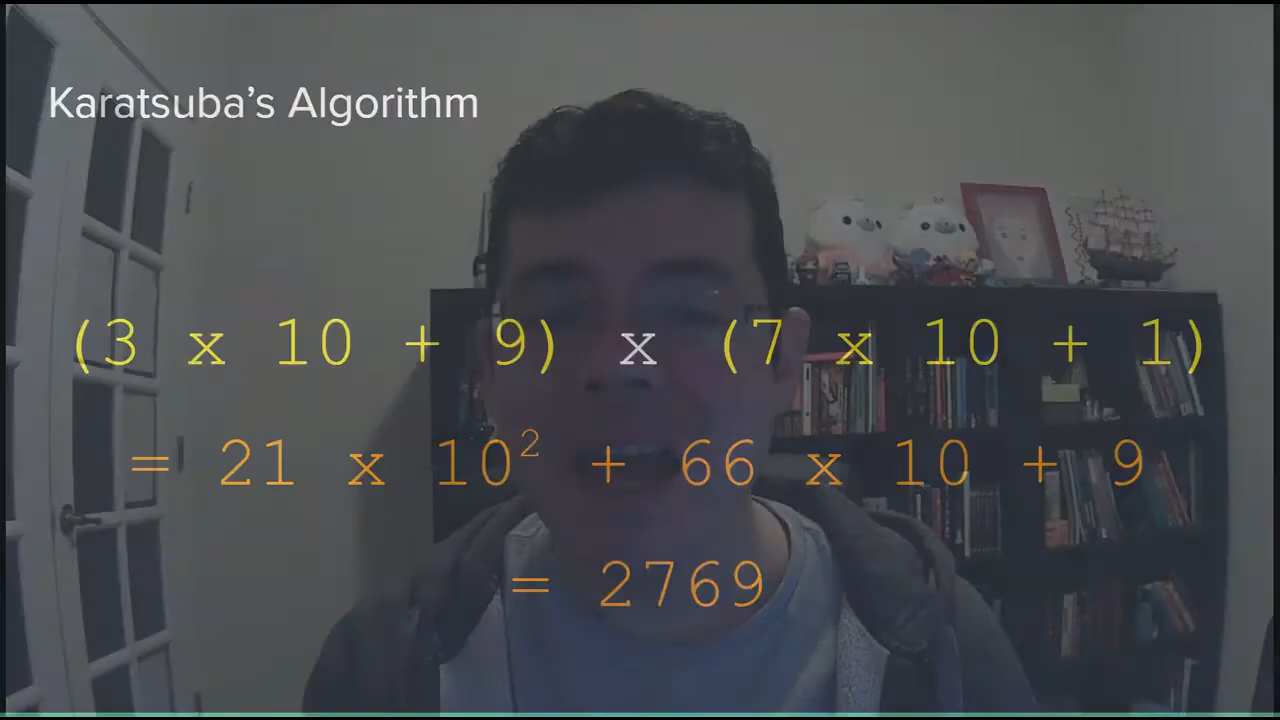 Karatsuba’s Algorithm
(3 x 10 + 9) x (7 x 10 + 1)
= 21 x 10² + 66 x 10 + 9
= 2769